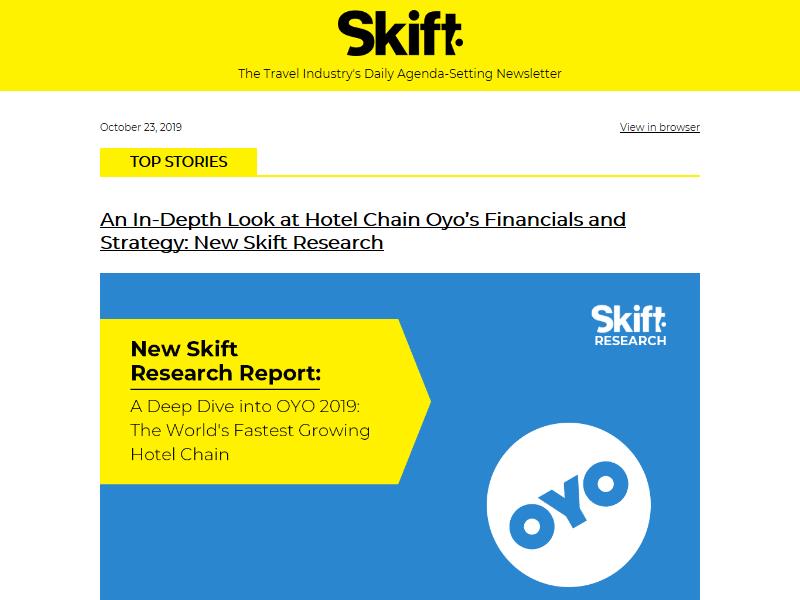 Skift
The Travel Industry's Daily Agenda-Setting Newsletter
October 23, 2019
View in browser
TOP STORIES
An In-Depth Look at Hotel Chain Oyo’s Financials and
Strategy: New Skift Research
Skift
RESEARCH
New Skift
Research Report:
A Deep Dive into OYO 2019:
The World's Fastest Growing
Hotel Chain
OYO